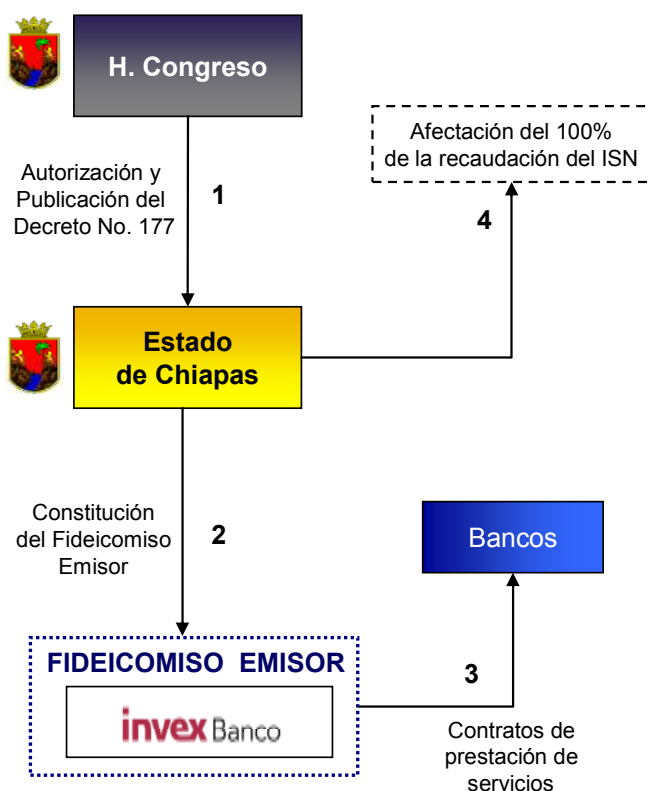 H. Congreso
Afectación del 100%
de la recaudación del ISN
Autorización y
Publicación del
Decreto No. 177
1
4
Estado
de Chiapas
Constitución
del Fideicomiso
Emisor
2
Bancos
FIDEICOMISO EMISOR
invex Banco
3
Contratos de
prestación de
servicios